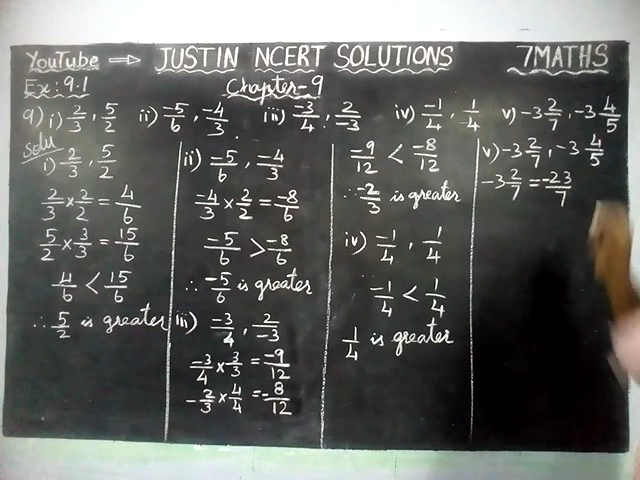 YouTube ⇒ JUSTIN NCERT SOLUTIONS 7MATHS
Ex: 9.1 Chapter-9
9) i) 2/3, 5/2 ii) -5/6, -4/3 iii) -3/4, 2/-3 iv) -1/4, 1/4 v) -3 2/7, -3 4/5
Solu
i) 2/3, 5/2
2/3 × 2/2 = 4/6
5/2 × 3/3 = 15/6
4/6 < 15/6
∴ 5/2 is greater
ii) -5/6, -4/3
-4/3 × 2/2 = -8/6
-5/6 > -8/6
∴ -5/6 is greater
iii) -3/4, 2/-3
-3/4 × 3/3 = -9/12
-2/3 × 4/4 = -8/12
-9/12 < -8/12
∴ -2/3 is greater
iv) -1/4, 1/4
-1/4 < 1/4
1/4 is greater
v) -3 2/7, -3 4/5
-3 2/7 = -23/7